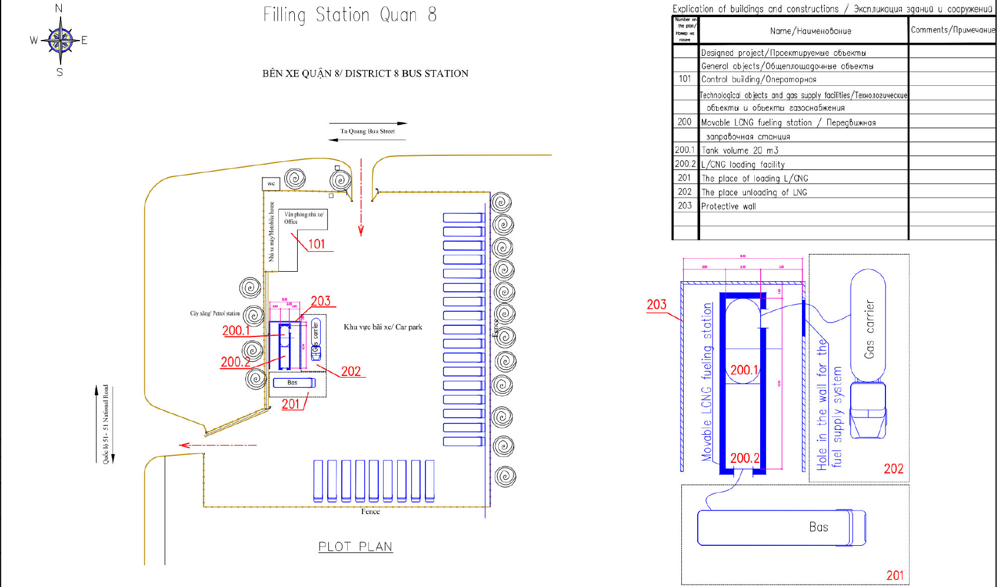 N
W
E
S
Filling Station Quan 8
BẾN XE QUẬN 8/ DISTRICT 8 BUS STATION
Ta Quang Buu Street
wc
Văn phòng nhà xe/
Office
Nhà xe máy/Motobike house
101
203
Cây xăng/ Petrol station
200.1
200.2
Gas carrier
Khu vực bãi xe/ Car park
Fence
202
Bas
201
Quốc lộ 51- 51 National Road
Fence
PLOT PLAN
Explication of buildings and constructions / Экспликация зданий и сооружений
Number on
the plan/
Номер на
плане
Name/Наименование
Comments/Примечание
Designed project/Проектируемые объекты
General objects/Общеплощадочные объекты
101 Control building/Операторная
Technological objects and gas supply facilities/Технологические
объекты и объекты газоснабжения
200 Movable LCNG fueling station / Передвижная
заправочная станция
200.1 Tank volume 20 m3
200.2 L/CNG loading facility
201 The place of loading L/CNG
202 The place unloading of LNG
203 Protective wall
203
Movable LCNG fueling station
200.1
200.2
Hole in the wall for the
fuel supply system
Gas carrier
202
Bas
201